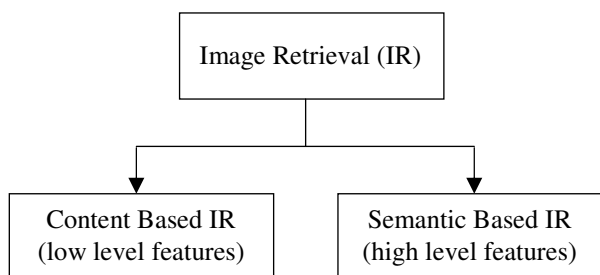 Image Retrieval (IR)
Content Based IR
(low level features)
Semantic Based IR
(high level features)